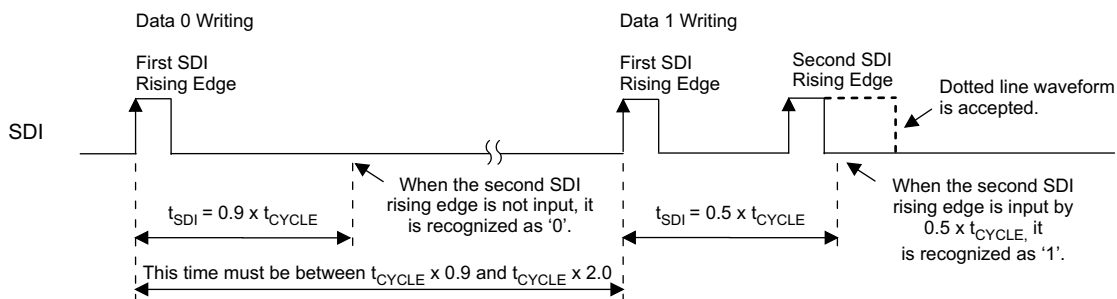 Data 0 Writing
Data 1 Writing
First SDI
Rising Edge
First SDI
Rising Edge
Second SDI
Rising Edge
Dotted line waveform
is accepted.
SDI
tSDI = 0.9 x tCYCLE
When the second SDI
rising edge is not input, it
is recognized as ‘0’.
tSDI = 0.5 x tCYCLE
When the second SDI
rising edge is input by
0.5 x tCYCLE, it
is recognized as ‘1’.
This time must be between tCYCLE x 0.9 and tCYCLE x 2.0